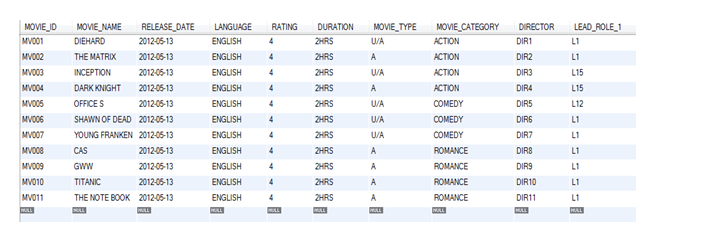 MOVIE_ID MOVIE_NAME RELEASE_DATE LANGUAGE RATING DURATION MOVIE_TYPE MOVIE_CATEGORY DIRECTOR LEAD_ROLE_1
MV001 DIEHARD 2012-05-13 ENGLISH 4 2HRS U/A ACTION DIR1 L1
MV002 THE MATRIX 2012-05-13 ENGLISH 4 2HRS A ACTION DIR2 L1
MV003 INCEPTION 2012-05-13 ENGLISH 4 2HRS U/A ACTION DIR3 L15
MV004 DARK KNIGHT 2012-05-13 ENGLISH 4 2HRS A ACTION DIR4 L15
MV005 OFFICE S 2012-05-13 ENGLISH 4 2HRS U/A COMEDY DIR5 L12
MV006 SHAWN OF DEAD 2012-05-13 ENGLISH 4 2HRS U/A COMEDY DIR6 L1
MV007 YOUNG FRANKEN 2012-05-13 ENGLISH 4 2HRS U/A COMEDY DIR7 L1
MV008 CAS 2012-05-13 ENGLISH 4 2HRS A ROMANCE DIR8 L1
MV009 GWW 2012-05-13 ENGLISH 4 2HRS A ROMANCE DIR9 L1
MV010 TITANIC 2012-05-13 ENGLISH 4 2HRS A ROMANCE DIR10 L1
MV011 THE NOTE BOOK 2012-05-13 ENGLISH 4 2HRS A ROMANCE DIR11 L1
NULL NULL NULL NULL NULL NULL NULL NULL NULL NULL